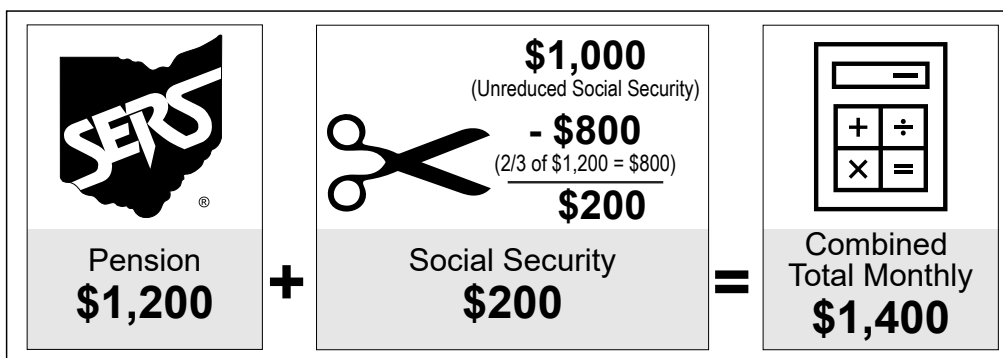 SERS
®
Pension
$1,200
+
$1,000
(Unreduced Social Security)
- $800
(2/3 of $1,200 = $800)
$200
Social Security
$200
=
+ ÷
× =
Combined
Total Monthly
$1,400